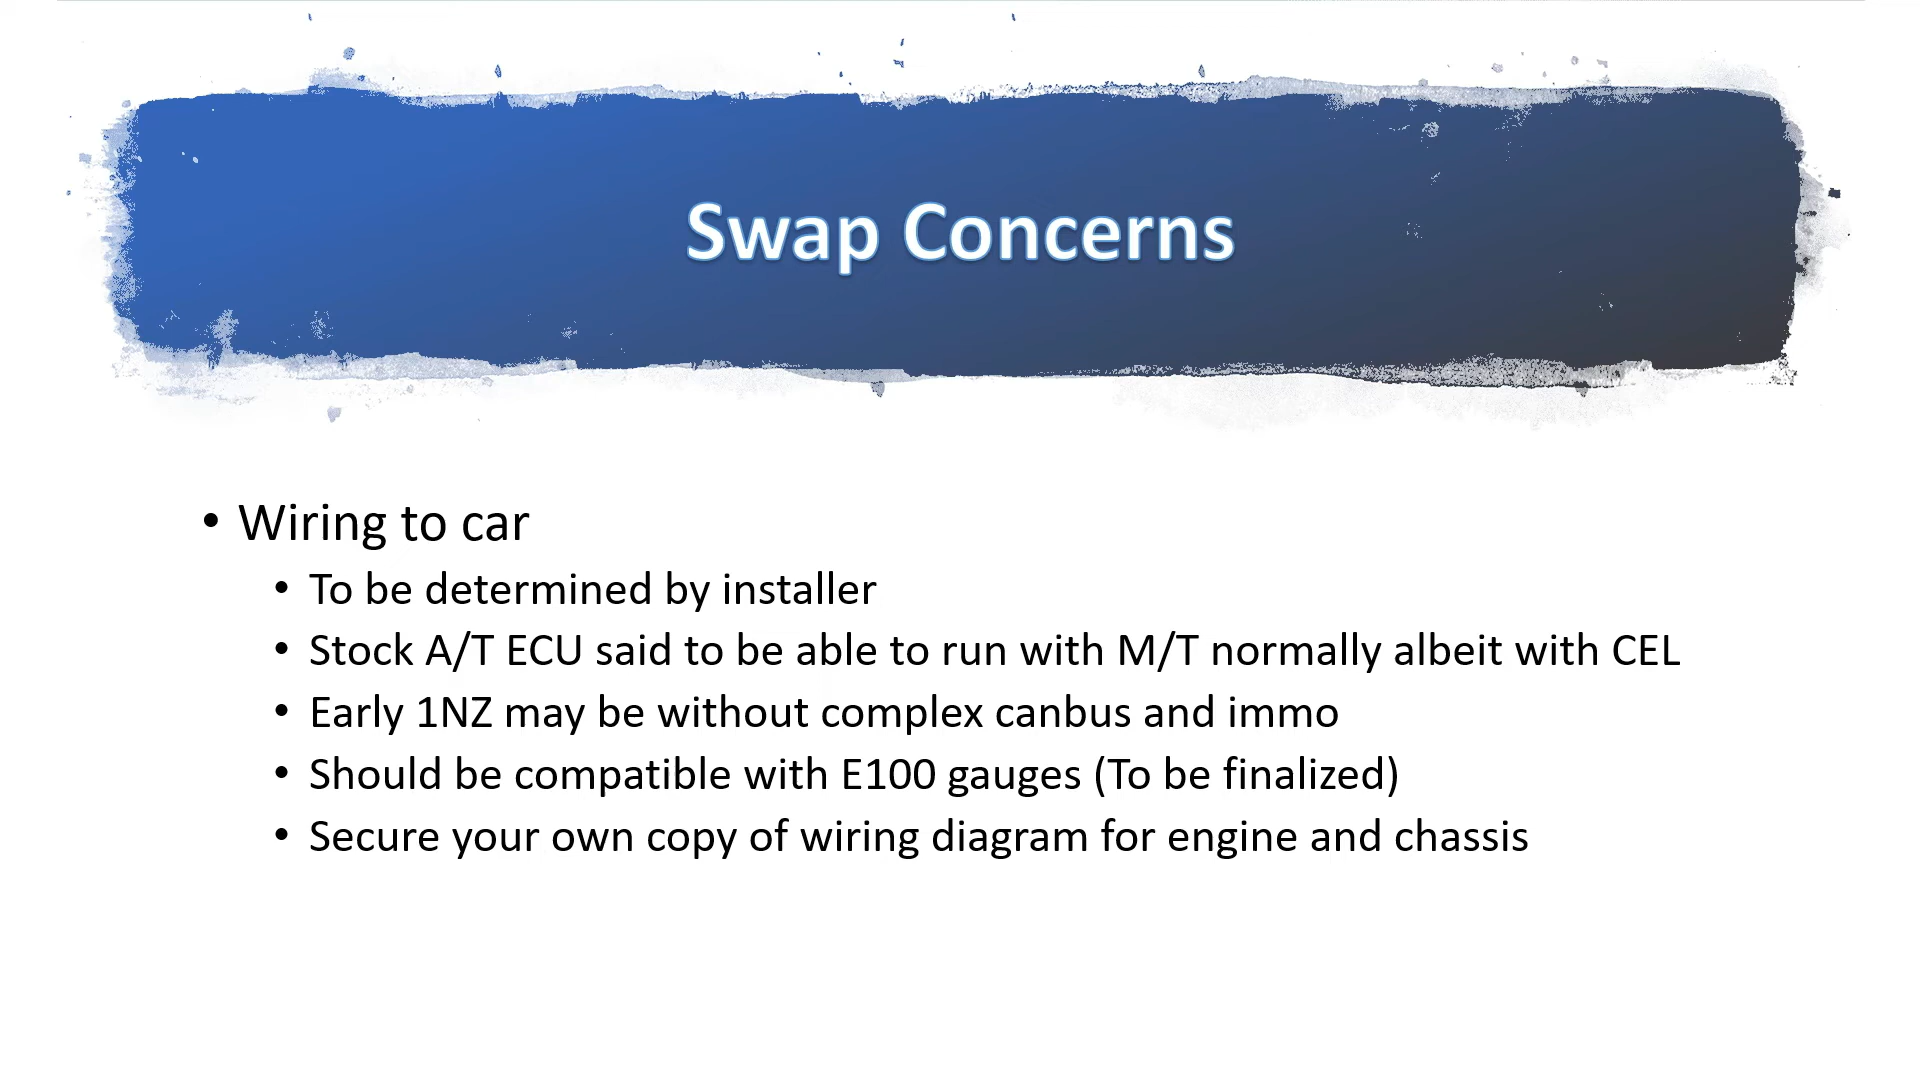 Swap Concerns
• Wiring to car
• To be determined by installer
• Stock A/T ECU said to be able to run with M/T normally albeit with CEL
• Early 1NZ may be without complex canbus and immo
• Should be compatible with E100 gauges (To be finalized)
• Secure your own copy of wiring diagram for engine and chassis